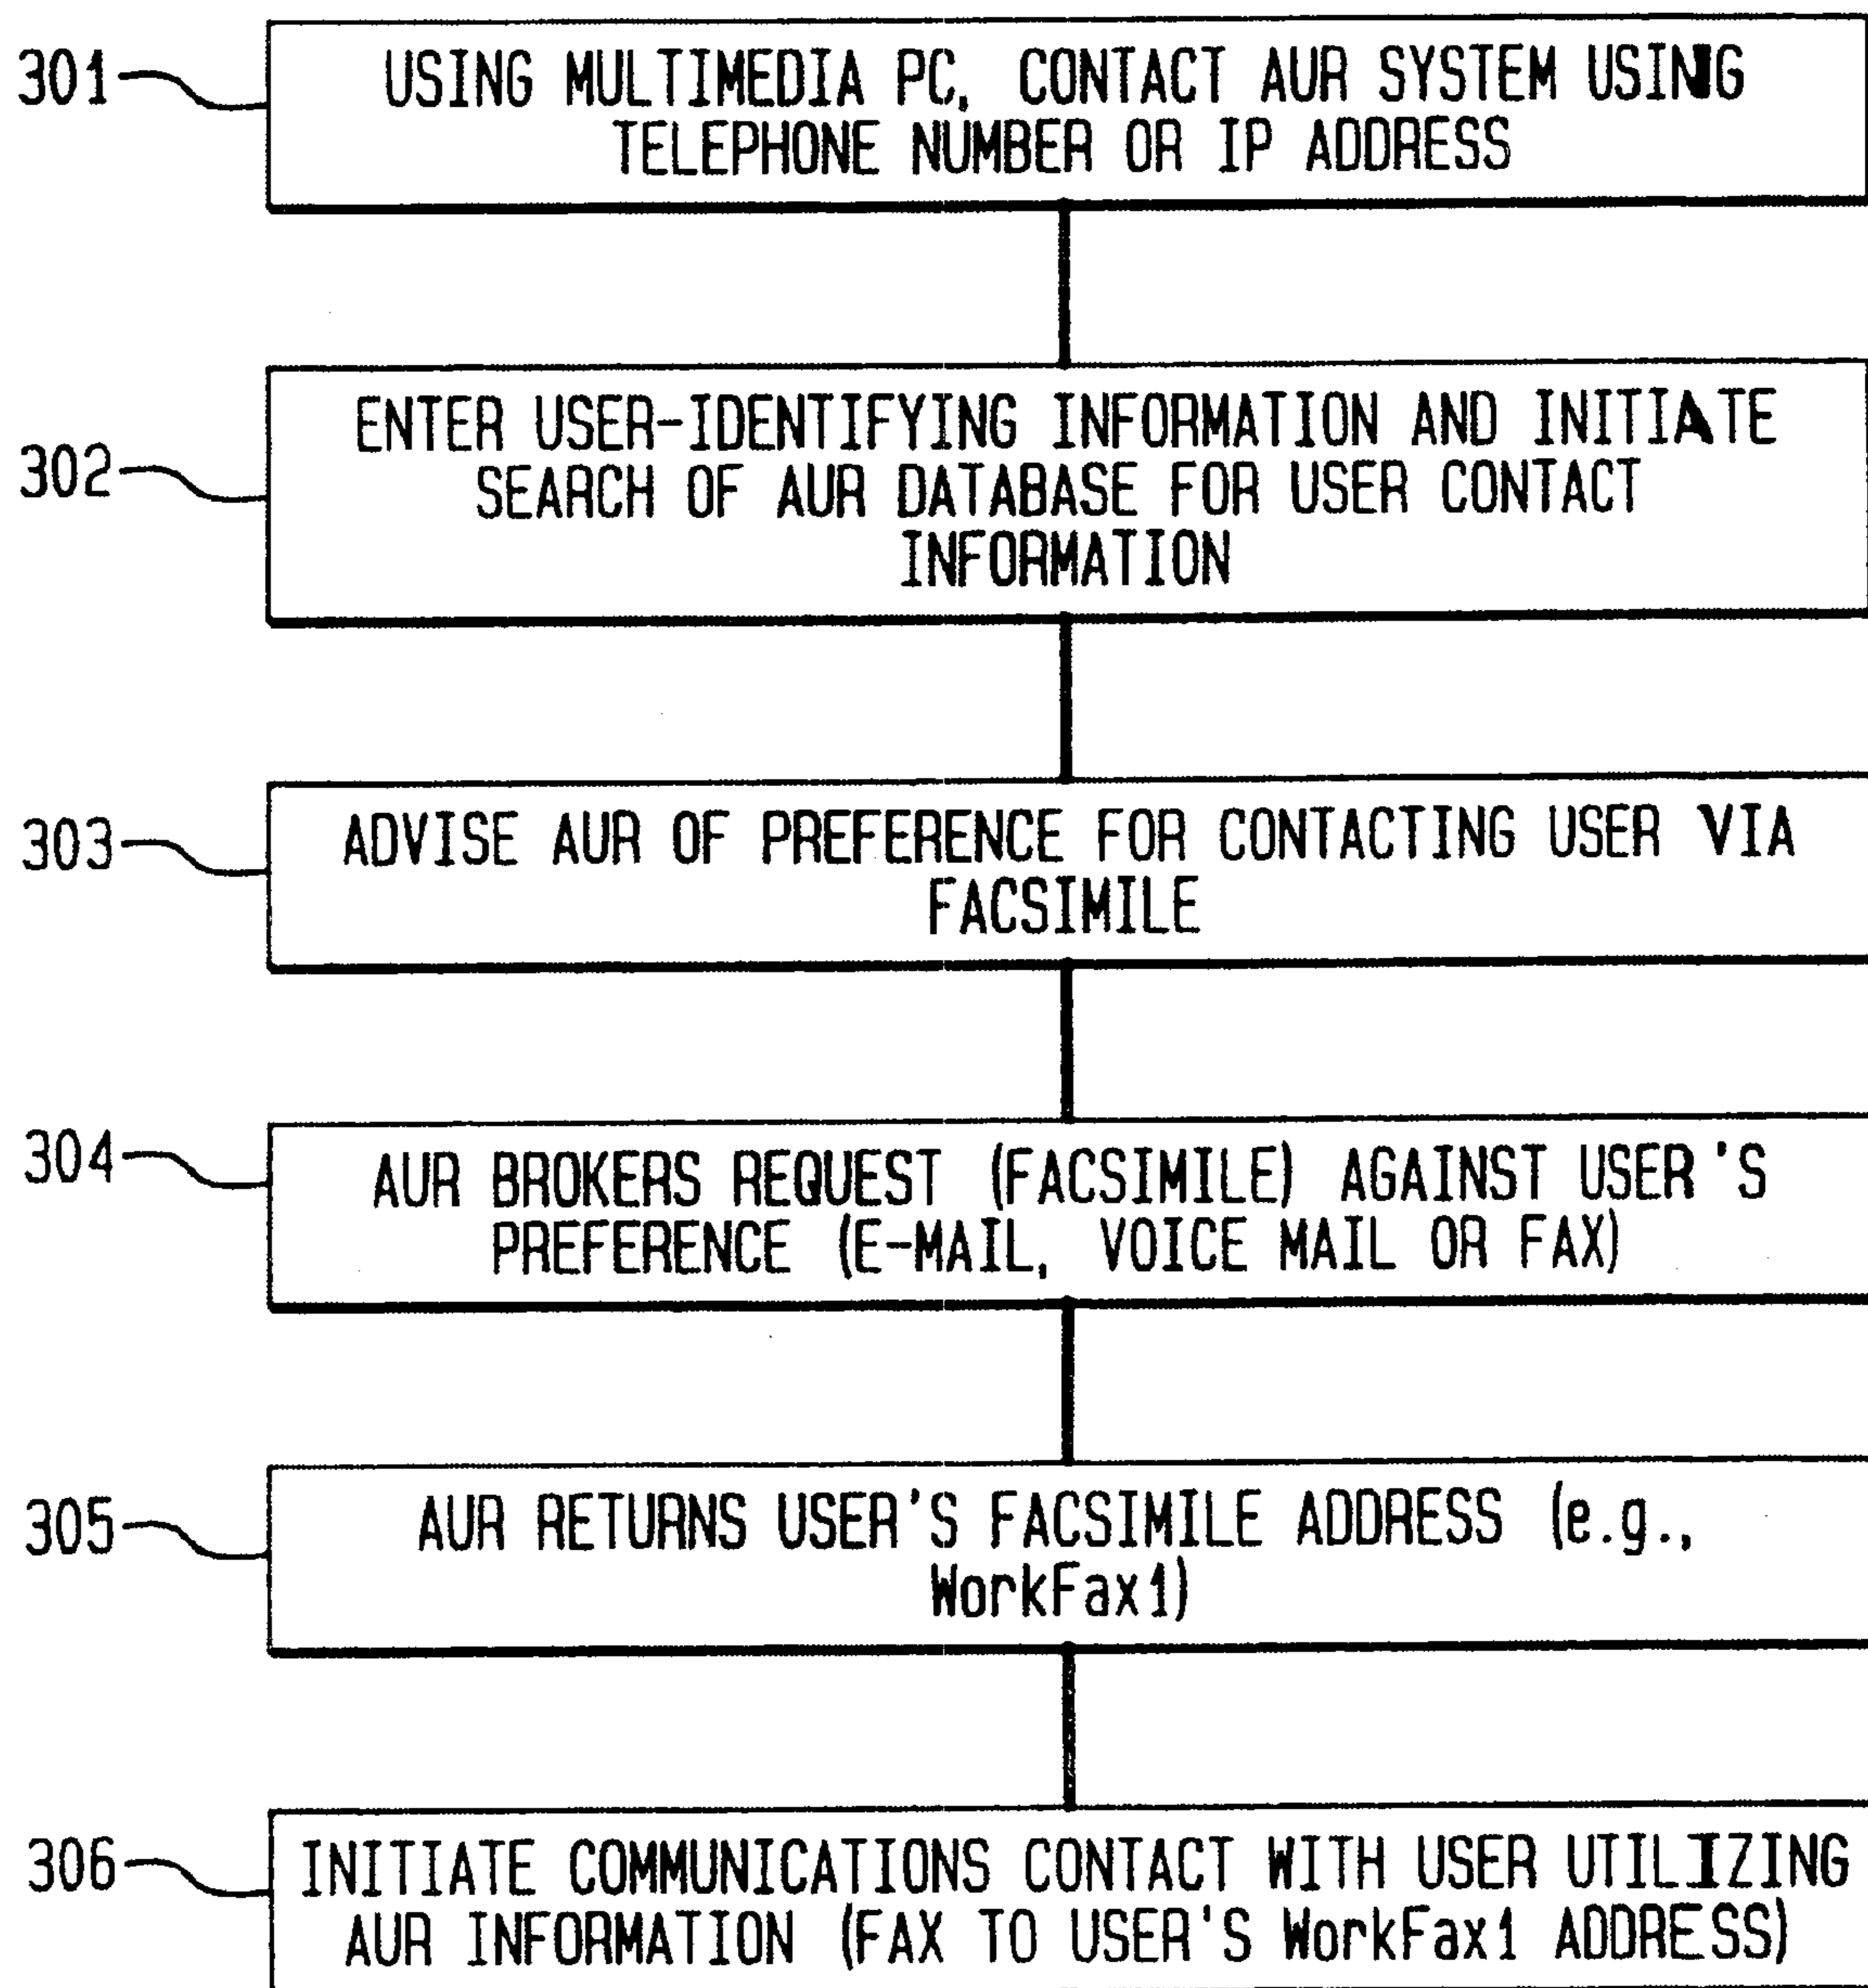 301
USING MULTIMEDIA PC, CONTACT AUR SYSTEM USING
TELEPHONE NUMBER OR IP ADDRESS
302
ENTER USER-IDENTIFYING INFORMATION AND INITIATE
SEARCH OF AUR DATABASE FOR USER CONTACT
INFORMATION
303
ADVISE AUR OF PREFERENCE FOR CONTACTING USER VIA
FACSIMILE
304
AUR BROKERS REQUEST (FACSIMILE) AGAINST USER'S
PREFERENCE (E-MAIL, VOICE MAIL OR FAX)
305
AUR RETURNS USER'S FACSIMILE ADDRESS (e.g.,
WorkFax1)
306
INITIATE COMMUNICATIONS CONTACT WITH USER UTILIZING
AUR INFORMATION (FAX TO USER'S WorkFax1 ADDRESS)